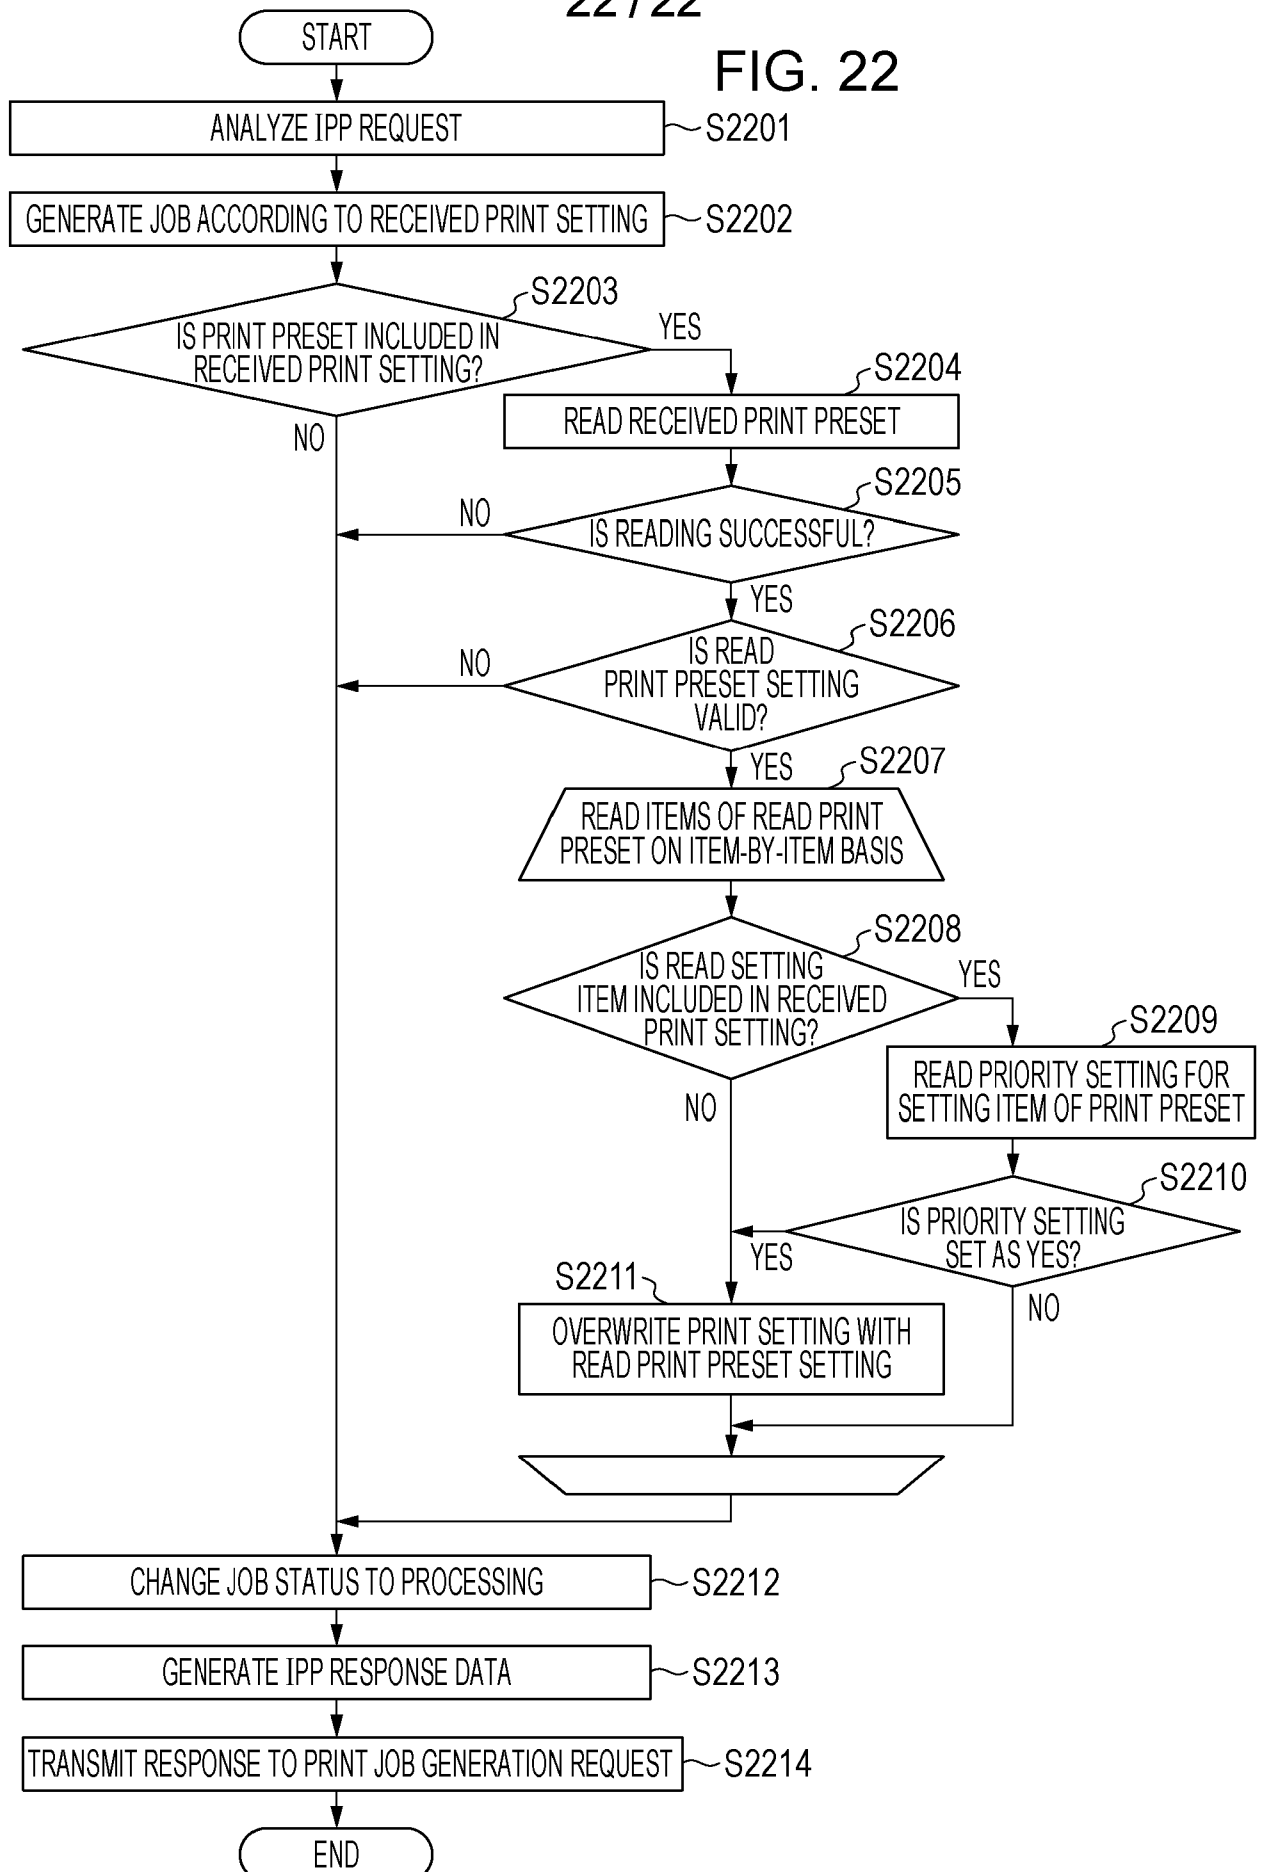 22 / 22
FIG. 22
START
ANALYZE IPP REQUEST
S2201
GENERATE JOB ACCORDING TO RECEIVED PRINT SETTING
S2202
S2203
IS PRINT PRESET INCLUDED IN
RECEIVED PRINT SETTING?
YES
NO
S2204
READ RECEIVED PRINT PRESET
S2205
IS READING SUCCESSFUL?
NO
YES
S2206
IS READ
PRINT PRESET SETTING
VALID?
NO
YES
S2207
READ ITEMS OF READ PRINT
PRESET ON ITEM-BY-ITEM BASIS
S2208
IS READ SETTING
ITEM INCLUDED IN RECEIVED
PRINT SETTING?
YES
NO
S2209
READ PRIORITY SETTING FOR
SETTING ITEM OF PRINT PRESET
S2210
IS PRIORITY SETTING
SET AS YES?
YES
NO
S2211
OVERWRITE PRINT SETTING WITH
READ PRINT PRESET SETTING
CHANGE JOB STATUS TO PROCESSING
S2212
GENERATE IPP RESPONSE DATA
S2213
TRANSMIT RESPONSE TO PRINT JOB GENERATION REQUEST
S2214
END